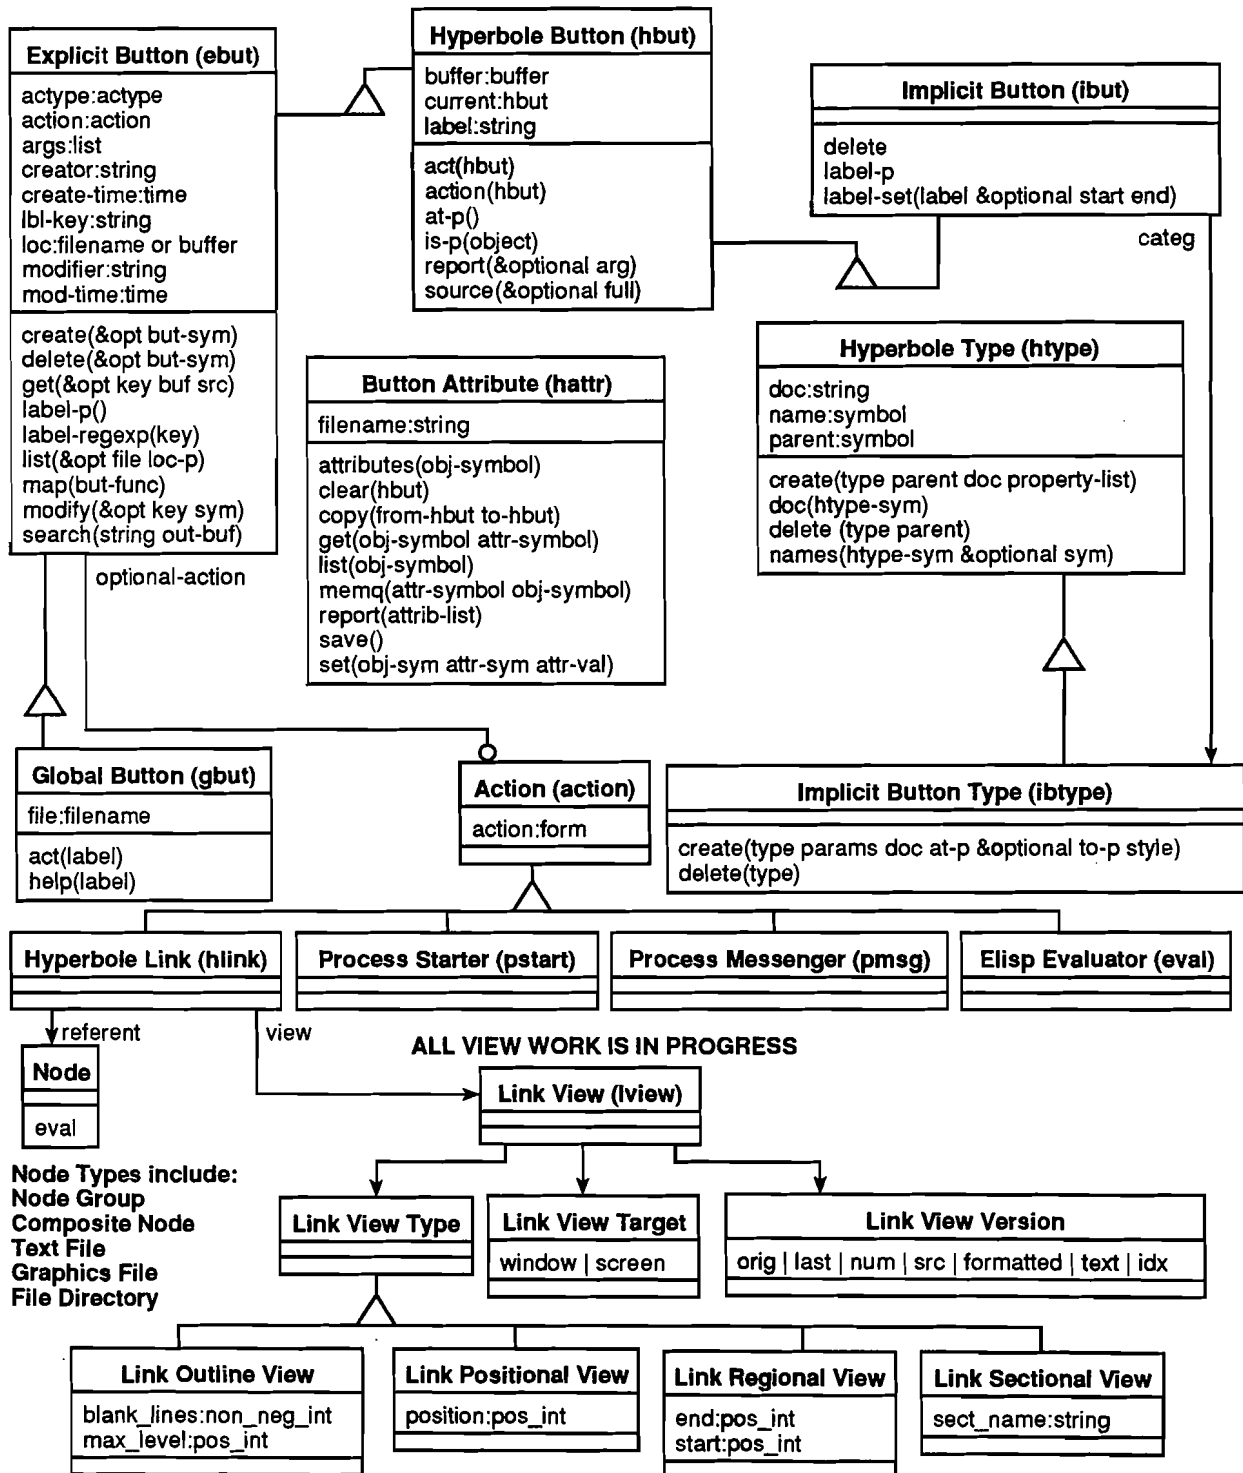 Explicit Button (ebut)
actype:actype
action:action
args:list
creator:string
create-time:time
lbl-key:string
loc:filename or buffer
modifier:string
mod-time:time
create(&opt but-sym)
delete(&opt but-sym)
get(&opt key buf src)
label-p()
label-regexp(key)
list(&opt file loc-p)
map(but-func)
modify(&opt key sym)
search(string out-buf)
optional-action
Hyperbole Button (hbut)
buffer:buffer
current:hbut
label:string
act(hbut)
action(hbut)
at-p()
is-p(object)
report(&optional arg)
source(&optional full)
Implicit Button (ibut)
delete
label-p
label-set(label &optional start end)
categ
Button Attribute (hattr)
filename:string
attributes(obj-symbol)
clear(hbut)
copy(from-hbut to-hbut)
get(obj-symbol attr-symbol)
list(obj-symbol)
memq(attr-symbol obj-symbol)
report(attrib-list)
save()
set(obj-sym attr-sym attr-val)
Hyperbole Type (htype)
doc:string
name:symbol
parent:symbol
create(type parent doc property-list)
doc(htype-sym)
delete (type parent)
names(htype-sym &optional sym)
Global Button (gbut)
file:filename
act(label)
help(label)
Action (action)
action:form
Implicit Button Type (ibtype)
create(type params doc at-p &optional to-p style)
delete(type)
Hyperbole Link (hlink)
Process Starter (pstart)
Process Messenger (pmsg)
Elisp Evaluator (eval)
referent
view
ALL VIEW WORK IS IN PROGRESS
Node
eval
Link View (lview)
Node Types include:
Node Group
Composite Node
Text File
Graphics File
File Directory
Link View Type
Link View Target
window | screen
Link View Version
orig | last | num | src | formatted | text | idx
Link Outline View
blank_lines:non_neg_int
max_level:pos_int
Link Positional View
position:pos_int
Link Regional View
end:pos_int
start:pos_int
Link Sectional View
sect_name:string